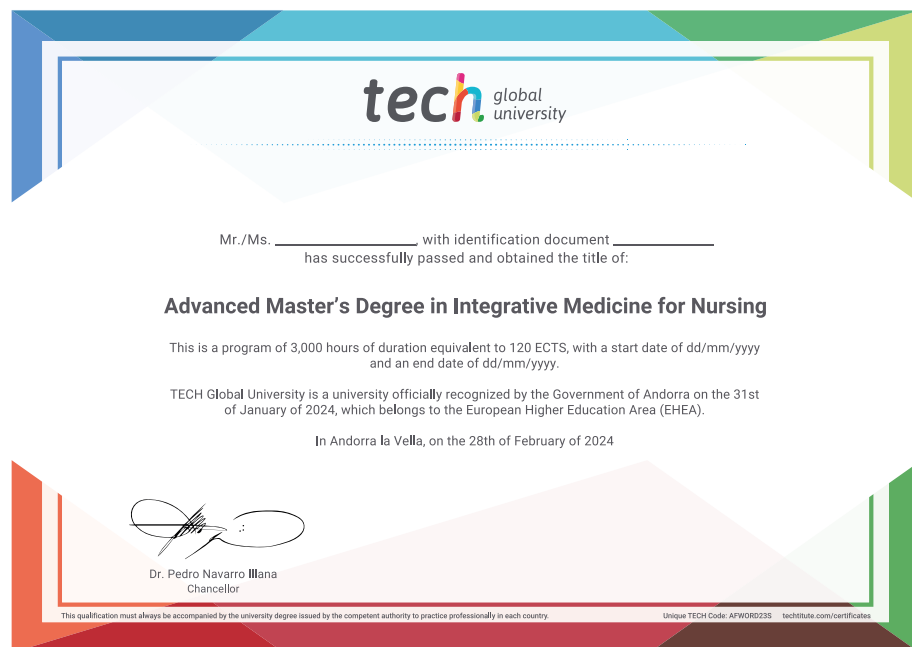 tech global
university
Mr./Ms. ____________, with identification document ____________
has successfully passed and obtained the title of:
Advanced Master's Degree in Integrative Medicine for Nursing
This is a program of 3,000 hours of duration equivalent to 120 ECTS, with a start date of dd/mm/yyyy
and an end date of dd/mm/yyyy.
TECH Global University is a university officially recognized by the Government of Andorra on the 31st
of January of 2024, which belongs to the European Higher Education Area (EHEA).
In Andorra la Vella, on the 28th of February of 2024
Dr. Pedro Navarro Illana
Chancellor
This qualification must always be accompanied by the university degree issued by the competent authority to practice professionally in each country.
Unique TECH Code: AFWORD23S techtitute.com/certificates